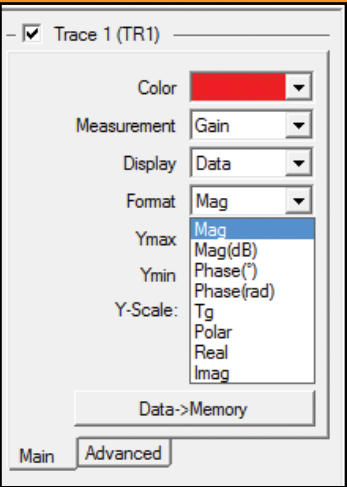 Trace 1 (TR1)
Color
Measurement Gain
Display Data
Format Mag
Ymax Mag
Mag(dB)
Ymin Phase(°)
Phase(rad)
Y-Scale: Tg
Polar
Real
Imag
Data->Memory
Main Advanced